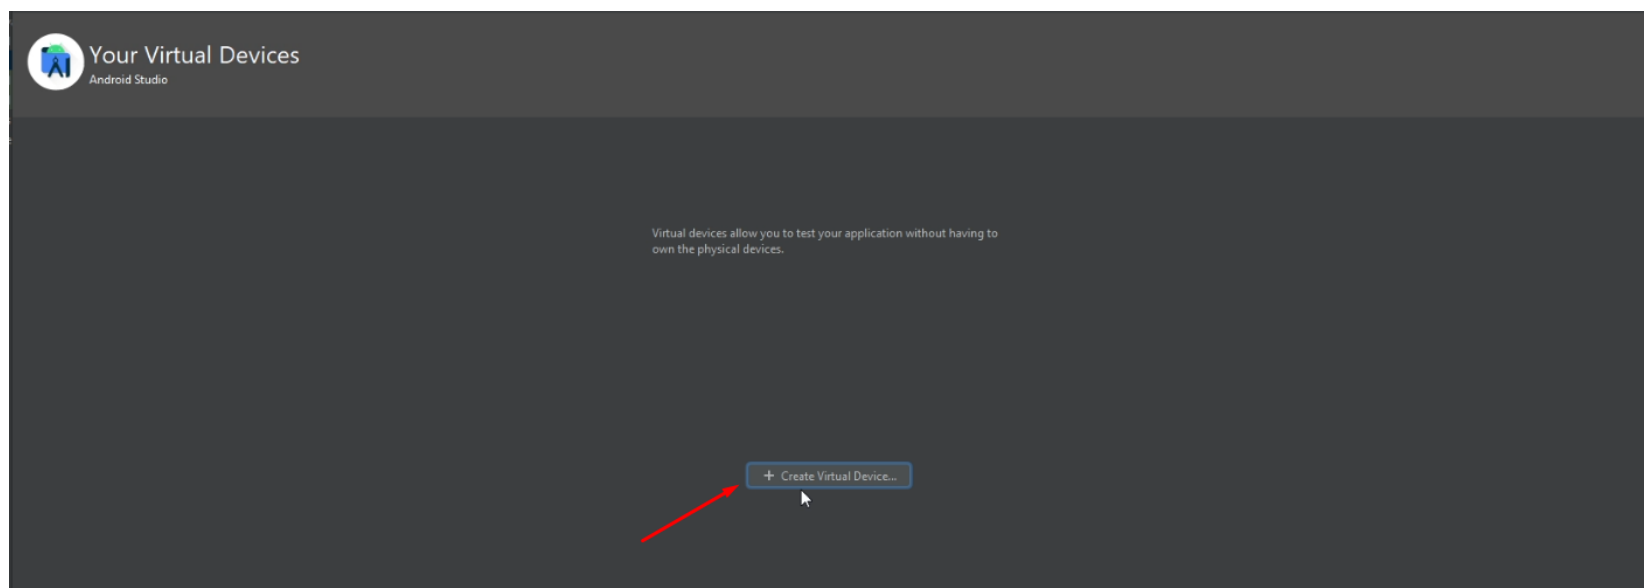 Your Virtual Devices
Android Studio
Virtual devices allow you to test your application without having to
own the physical devices.
+ Create Virtual Device...